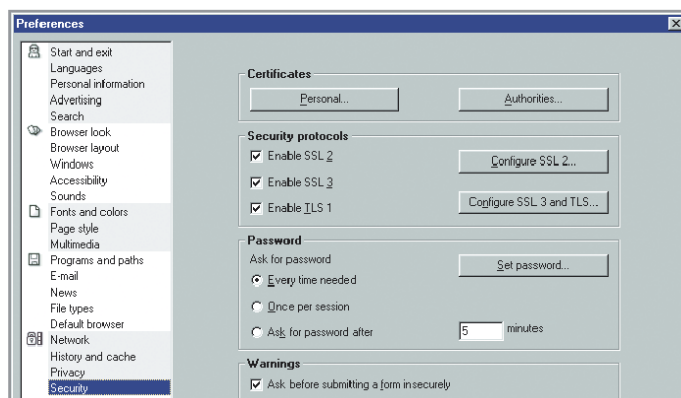 Preferences
Start and exit
Languages
Personal information
Advertising
Search
Browser look
Browser layout
Windows
Accessibility
Sounds
Fonts and colors
Page style
Multimedia
Programs and paths
E-mail
News
File types
Default browser
Network
History and cache
Privacy
Security
Certificates
Personal... Authorities...
Security protocols
Enable SSL 2 Configure SSL 2...
Enable SSL 3
Enable TLS 1 Configure SSL 3 and TLS...
Password
Ask for password Set password...
Every time needed
Once per session
Ask for password after 5 minutes
Warnings
Ask before submitting a form insecurely